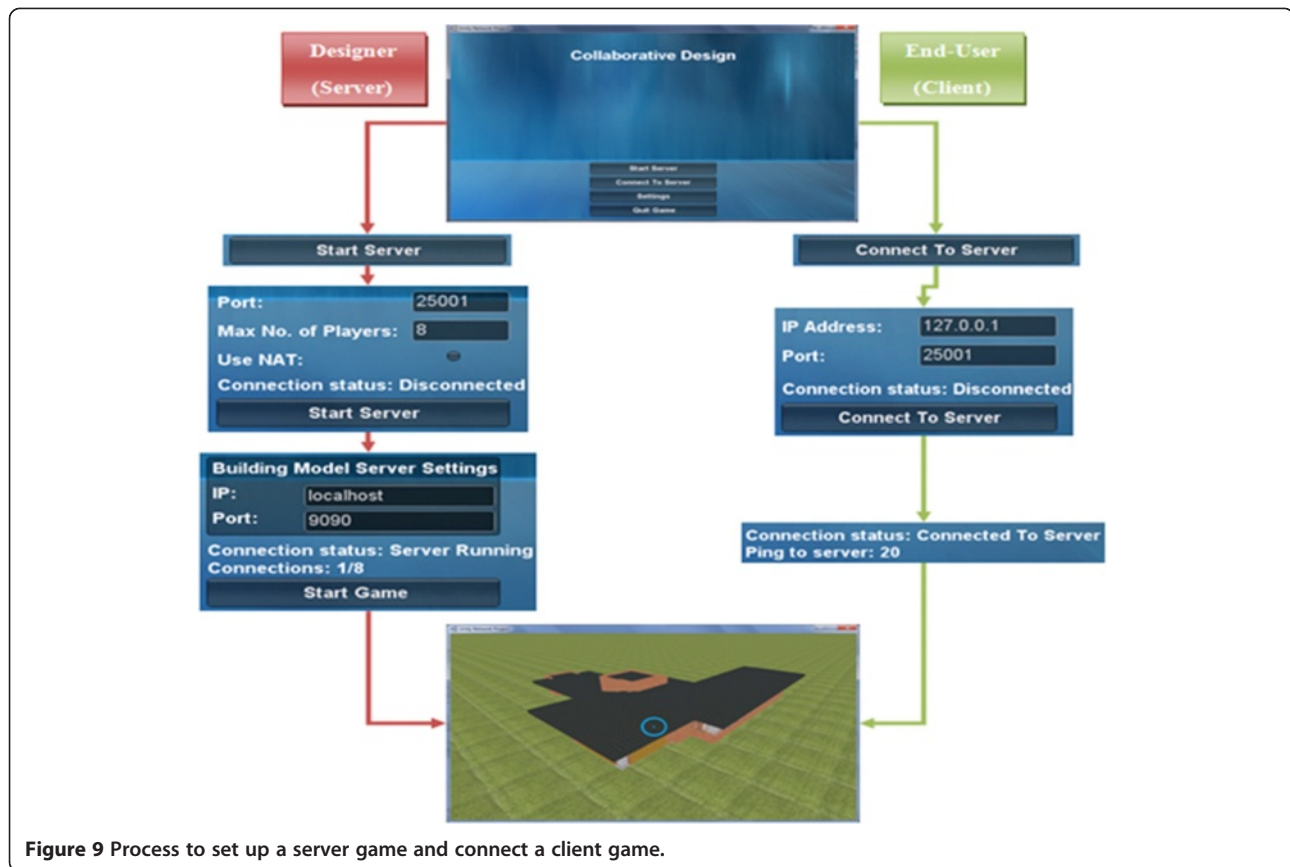 Designer
(Server)
Collaborative Design
Start Server
Connect To Server
Settings
Quit Game
End-User
(Client)
Start Server
Port: 25001
Max No. of Players: 8
Use NAT:
Connection status: Disconnected
Start Server
Building Model Server Settings
IP: localhost
Port: 9090
Connection status: Server Running
Connections: 1/8
Start Game
Connect To Server
IP Address: 127.0.0.1
Port: 25001
Connection status: Disconnected
Connect To Server
Connection status: Connected To Server
Ping to server: 20
Figure 9 Process to set up a server game and connect a client game.